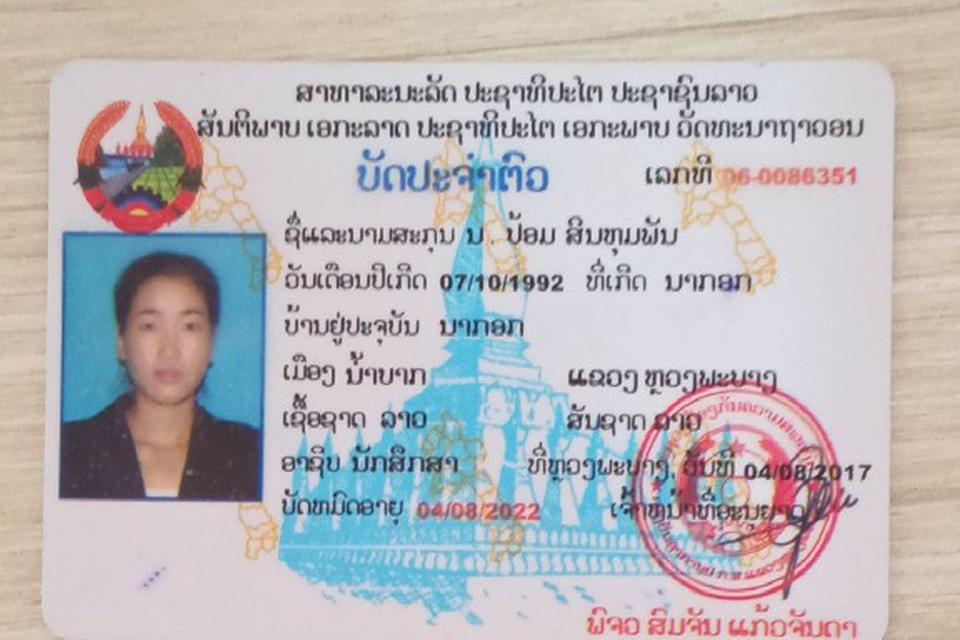 ສາທາລະນະລັດ ປະຊາທິປະໄຕ ປະຊາຊົນລາວ
ສັນຕິພາບ ເອກະລາດ ປະຊາທິປະໄຕ ເອກະພາບ ວັດທະນາຖາວອນ
ບັດປະຈຳຕົວ ເລກທີ 06-0086351
ຊື່ແລະນາມສະກຸນ ນ. ປ້ອມ ສິນທຸມພັນ
ວັນເດືອນປີເກີດ 07/10/1992 ທີ່ເກີດ ນາກອກ
ບ້ານຢູ່ປະຈຸບັນ ນາກອກ
ເມືອງ ນ້ຳບາກ ແຂວງ ຫຼວງພະບາງ
ເຊື້ອຊາດ ລາວ ສັນຊາດ ລາວ
ອາຊີບ ນັກສຶກສາ ທີ່ຫຼວງພະບາງ, ວັນທີ 04/08/2017
ບັດຫມົດອາຍຸ 04/08/2022 ເຈົ້າຫນ້າທີ່ອະນຸຍາດ
ພັຈວ ສົມຈັນ ແກ້ວຈັນດາ